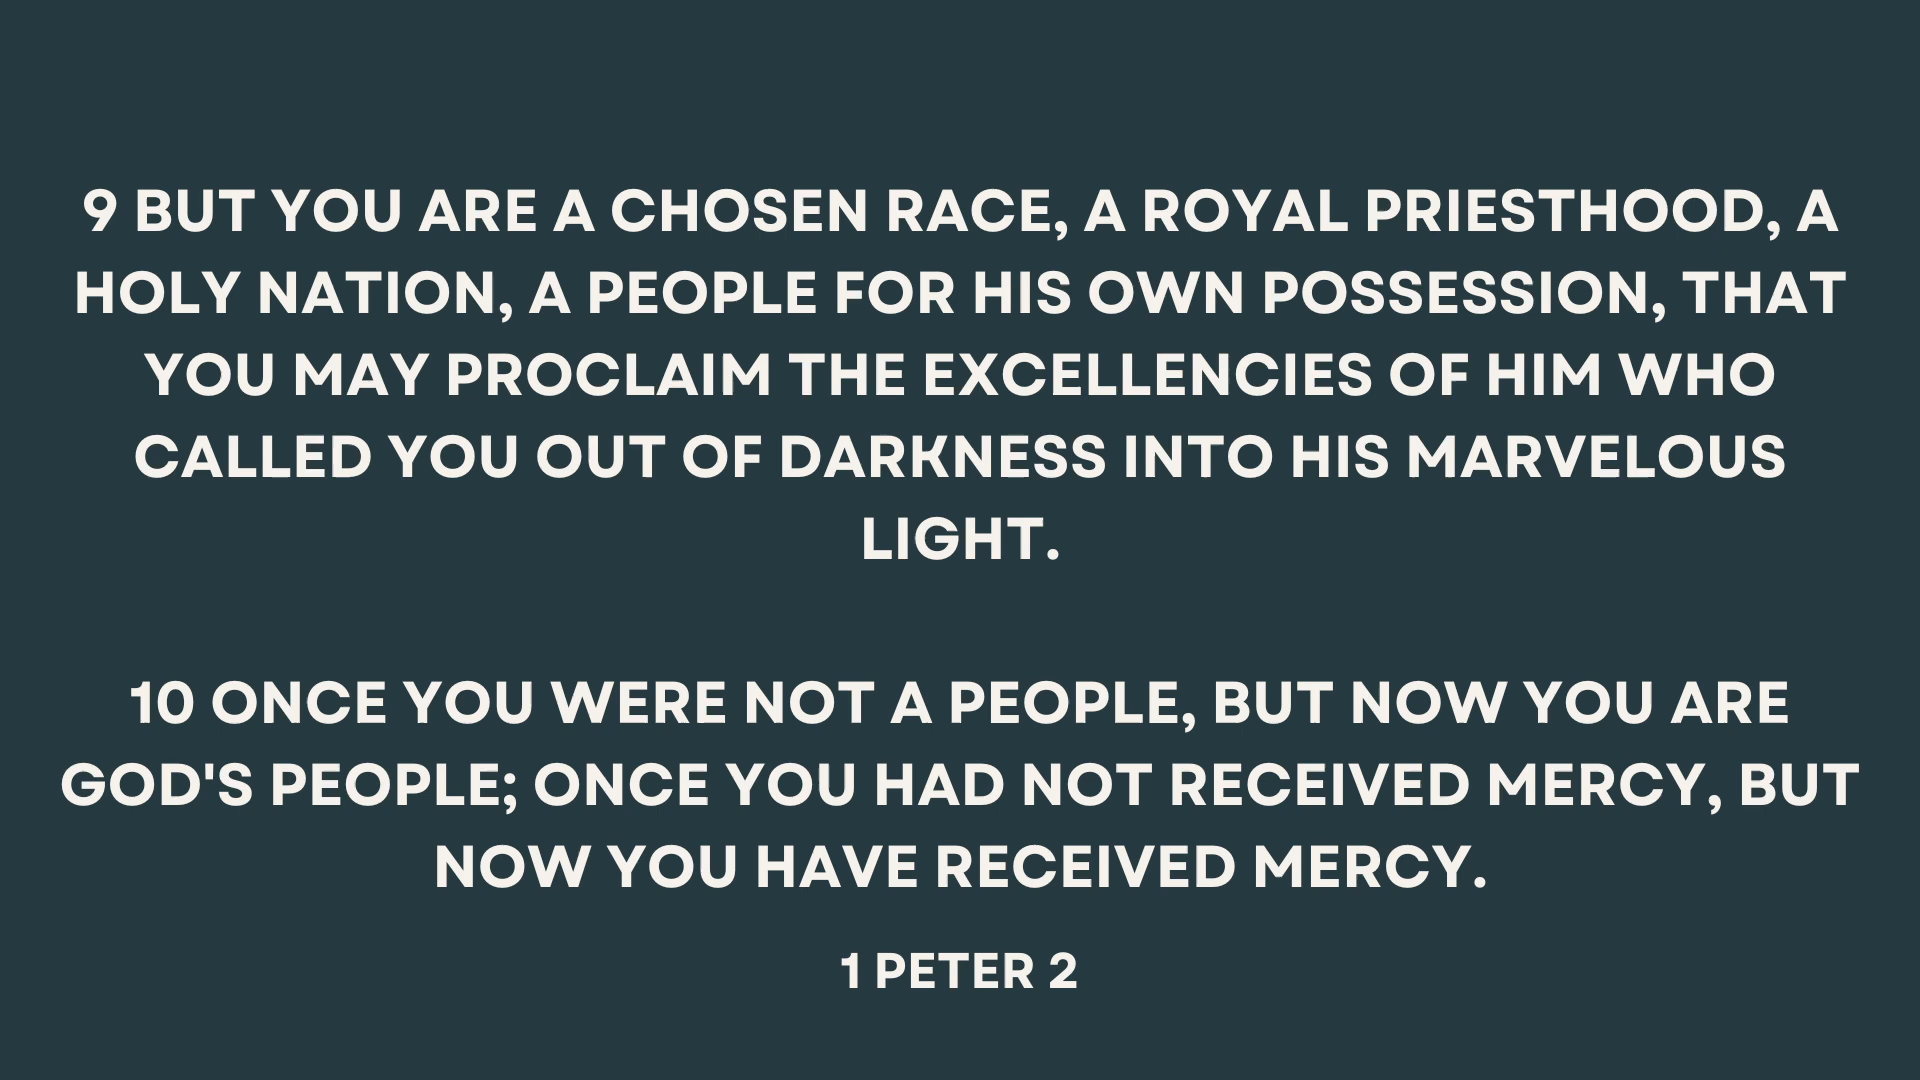 9 BUT YOU ARE A CHOSEN RACE, A ROYAL PRIESTHOOD, A
HOLY NATION, A PEOPLE FOR HIS OWN POSSESSION, THAT
YOU MAY PROCLAIM THE EXCELLENCIES OF HIM WHO
CALLED YOU OUT OF DARKNESS INTO HIS MARVELOUS
LIGHT.
10 ONCE YOU WERE NOT A PEOPLE, BUT NOW YOU ARE
GOD'S PEOPLE; ONCE YOU HAD NOT RECEIVED MERCY, BUT
NOW YOU HAVE RECEIVED MERCY.
1 PETER 2